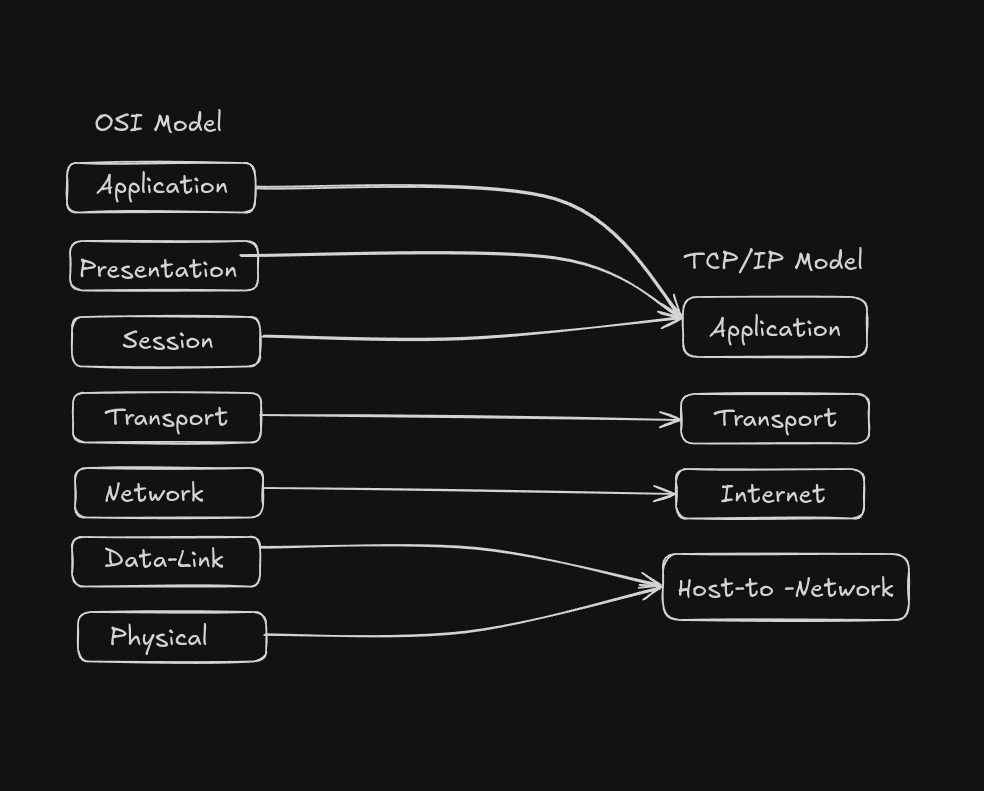 OSI Model
Application
Presentation
Session
Transport
Network
Data-Link
Physical
TCP/IP Model
Application
Transport
Internet
Host-to -Network